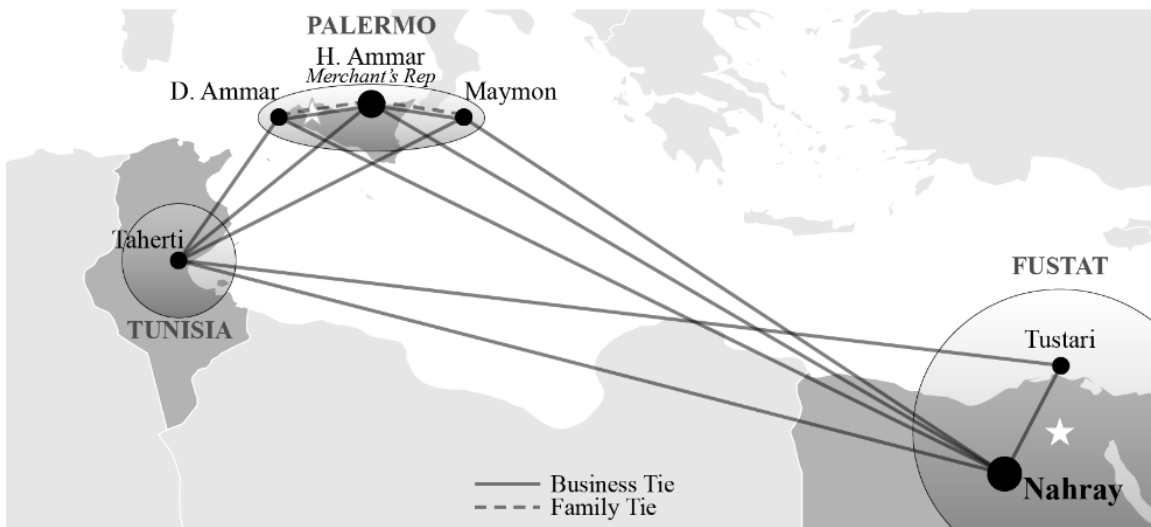 PALERMO
H. Ammar
Merchant's Rep
D. Ammar
Maymon
Taherti
TUNISIA
FUSTAT
Tustari
Nahray
Business Tie
Family Tie